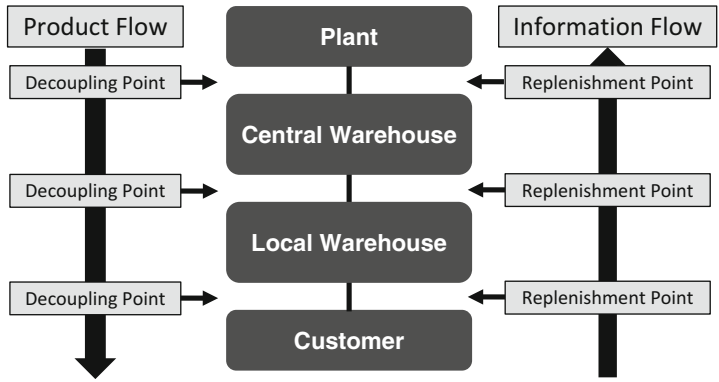 Product Flow
Plant
Information Flow
Decoupling Point
Replenishment Point
Central Warehouse
Decoupling Point
Replenishment Point
Local Warehouse
Decoupling Point
Replenishment Point
Customer